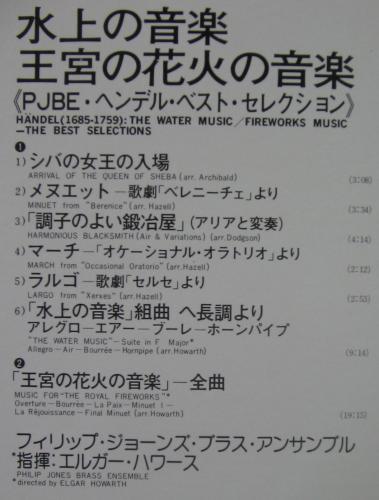 水上の音楽
王宮の花火の音楽
《PJBE・ヘンデル・ベスト・セレクション》
HÄNDEL(1685-1759):THE WATER MUSIC/FIREWORKS MUSIC
—THE BEST SELECTIONS
❶
1) シバの女王の入場
ARRIVAL OF THE QUEEN OF SHEBA (arr. Archibald) (3:08)
2) メヌエット—歌劇「ベレニーチェ」より
MINUET from "Berenice" (arr. Hazell) (3:34)
3)「調子のよい鍛冶屋」(アリアと変奏)
HARMONIOUS BLACKSMITH (Air & Variations) (arr. Dodgson) (4:14)
4) マーチ—「オケーショナル・オラトリオ」より
MARCH from "Occasional Oratorio" (arr. Hazell) (2:12)
5) ラルゴ—歌劇「セルセ」より
LARGO from "Xerxes" (arr. Hazell) (2:53)
6)「水上の音楽」組曲 ヘ長調より
アレグロ—エアー—ブーレ—ホーンパイプ
"THE WATER MUSIC"—Suite in F Major*
Allegro—Air—Bourrée—Hornpipe (arr. Howarth) (9:14)
❷
「王宮の花火の音楽」—全曲
MUSIC FOR "THE ROYAL FIREWORKS"*
Overture—Bourrée—La Paix—Minuet I—
La Réjouissance—Final Minuet (arr. Howarth) (19:15)
フィリップ・ジョーンズ・ブラス・アンサンブル
*指揮:エルガー・ハワース
PHILIP JONES BRASS ENSEMBLE
*directed by ELGAR HOWARTH